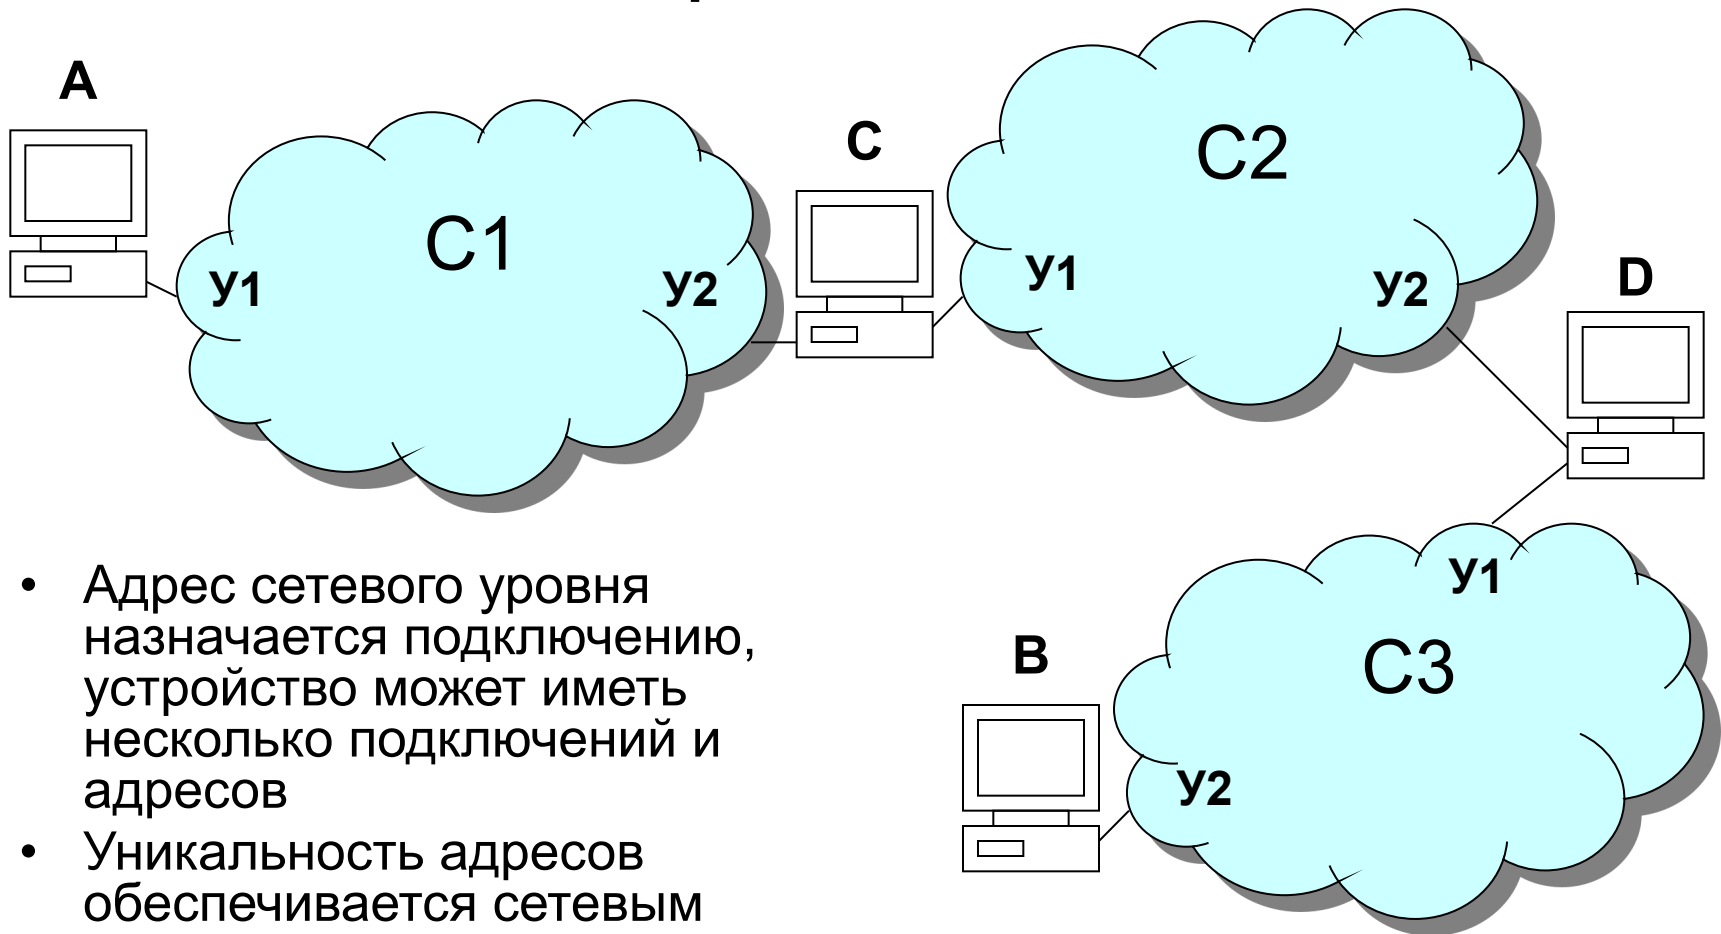 A
C1
У1
У2
C
C2
У1
У2
D
У1
C3
B
У2
• Адрес сетевого уровня
назначается подключению,
устройство может иметь
несколько подключений и
адресов
• Уникальность адресов
обеспечивается сетевым